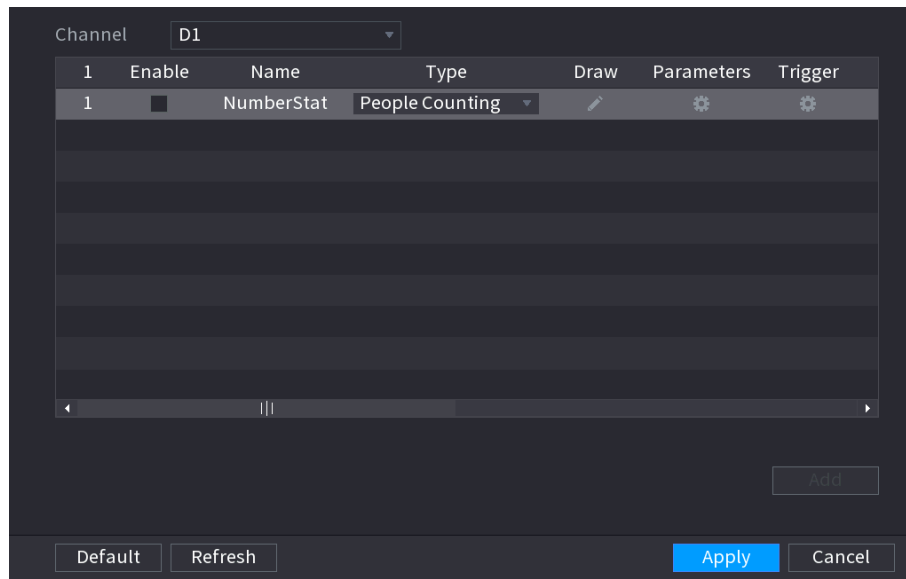 Channel D1
1 Enable Name Type Draw Parameters Trigger
1 NumberStat People Counting
Add
Default Refresh Apply Cancel